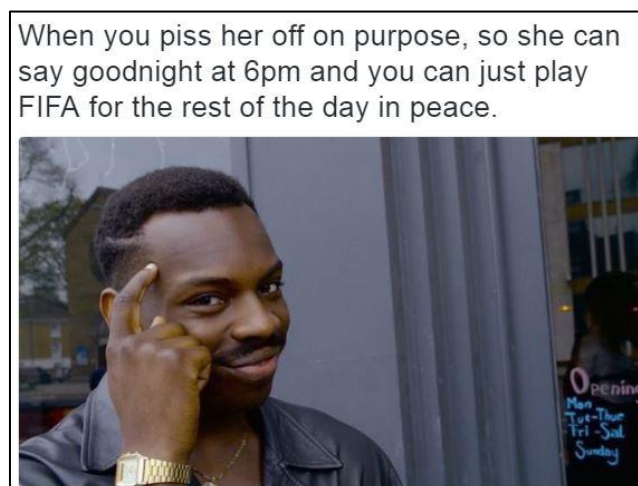 When you piss her off on purpose, so she can
say goodnight at 6pm and you can just play
FIFA for the rest of the day in peace.
Opening
Mon
Tue-Thur
Fri-Sat
Sunday